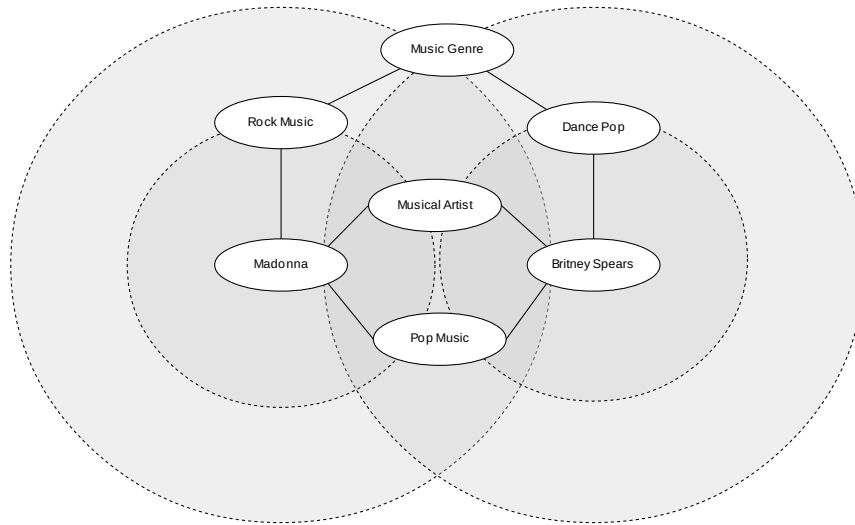 Music Genre
Rock Music
Dance Pop
Musical Artist
Madonna
Britney Spears
Pop Music